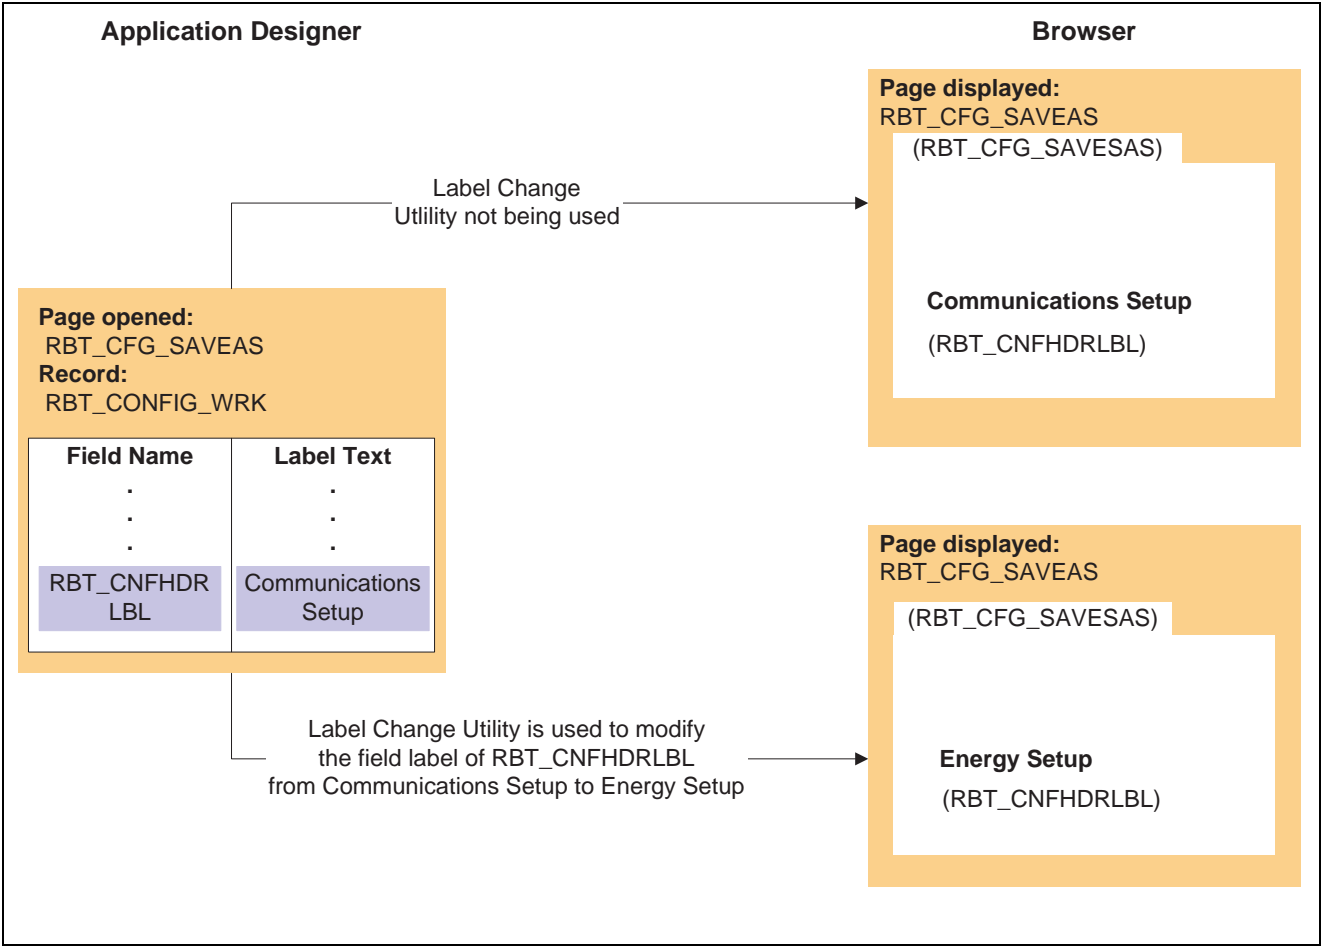 Application Designer
Browser
Page displayed:
RBT_CFG_SAVEAS
(RBT_CFG_SAVESAS)
Label Change
Utlility not being used
Communications Setup
(RBT_CNFHDRLBL)
Page opened:
RBT_CFG_SAVEAS
Record:
RBT_CONFIG_WRK
Field Name
Label Text
.
.
.
.
.
.
RBT_CNFHDR
LBL
Communications
Setup
Page displayed:
RBT_CFG_SAVEAS
(RBT_CFG_SAVESAS)
Label Change Utility is used to modify
the field label of RBT_CNFHDRLBL
from Communications Setup to Energy Setup
Energy Setup
(RBT_CNFHDRLBL)